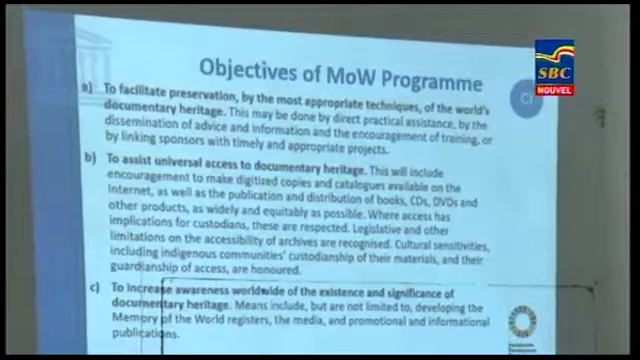 Objectives of MoW Programme
SBC
NOUVEL
CI
a) To facilitate preservation, by the most appropriate techniques, of the world's
documentary heritage. This may be done by direct practical assistance, by the
dissemination of advice and information and the encouragement of training, or
by linking sponsors with timely and appropriate projects.
b) To assist universal access to documentary heritage. This will include
encouragement to make digitized copies and catalogues available on the
Internet, as well as the publication and distribution of books, CDs, DVDs and
other products, as widely and equitably as possible. Where access has
implications for custodians, these are respected. Legislative and other
limitations on the accessibility of archives are recognised. Cultural sensitivities,
including indigenous communities' custodianship of their materials, and their
guardianship of access, are honoured.
c) To increase awareness worldwide of the existence and significance of
documentary heritage. Means include, but are not limited to, developing the
Memory of the World registers, the media, and promotional and informational
publications.